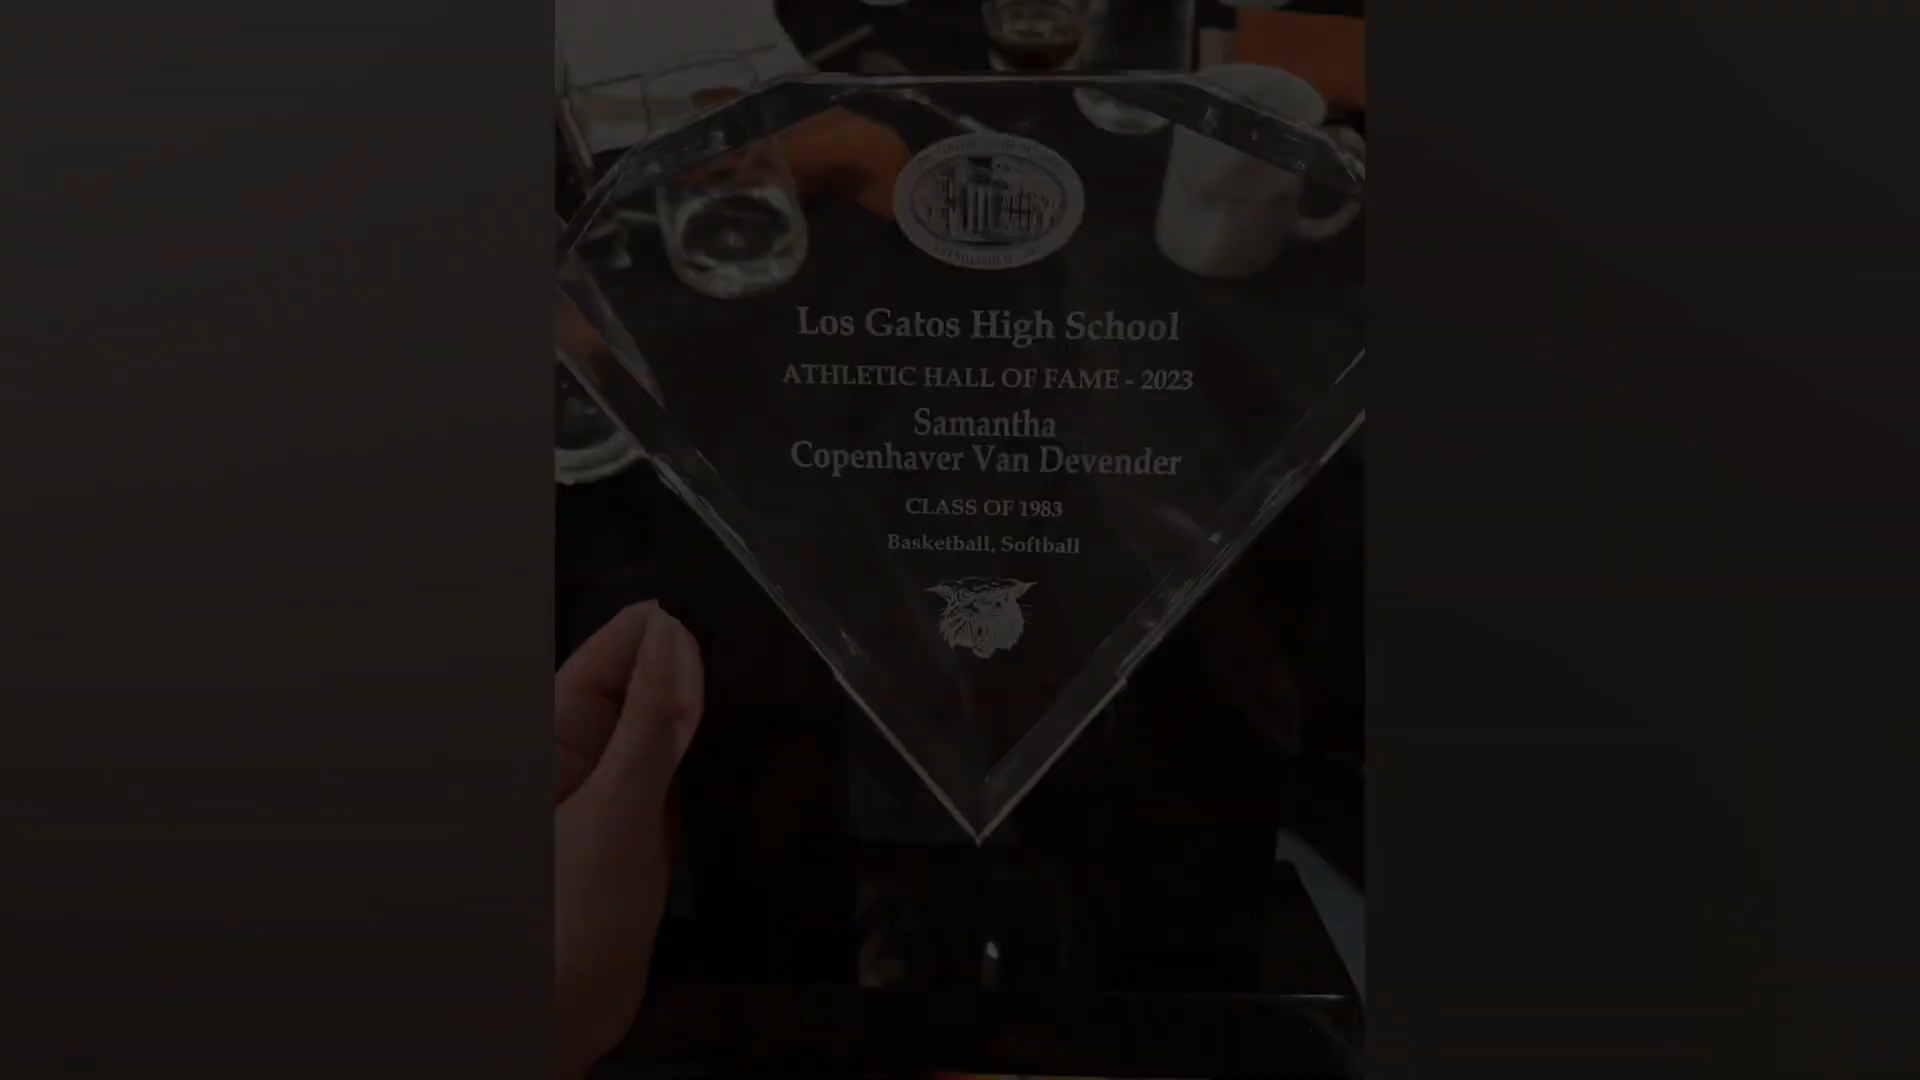 Los Gatos High School
ATHLETIC HALL OF FAME - 2023
Samantha
Copenhaver Van Devender
CLASS OF 1983
Basketball, Softball